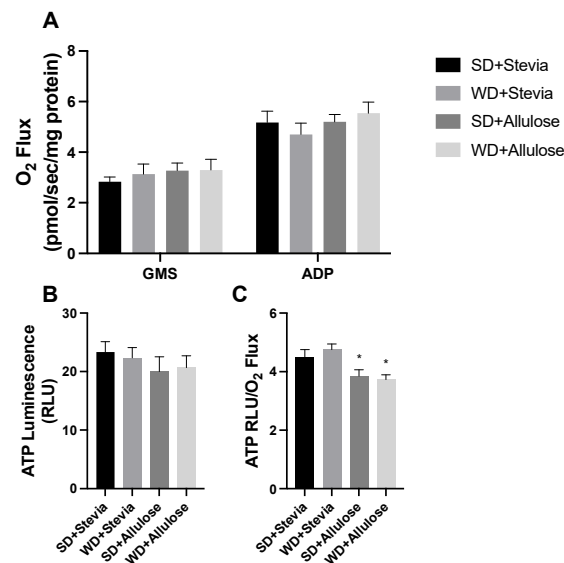 A
O2 Flux
(pmol/sec/mg protein)
8
6
4
2
0
GMS
ADP
SD+Stevia
WD+Stevia
SD+Allulose
WD+Allulose
B
ATP Luminescence
(RLU)
30
20
10
0
SD+Stevia
WD+Stevia
SD+Allulose
WD+Allulose
C
ATP RLU/O2 Flux
6
4
2
0
*
*
SD+Stevia
WD+Stevia
SD+Allulose
WD+Allulose